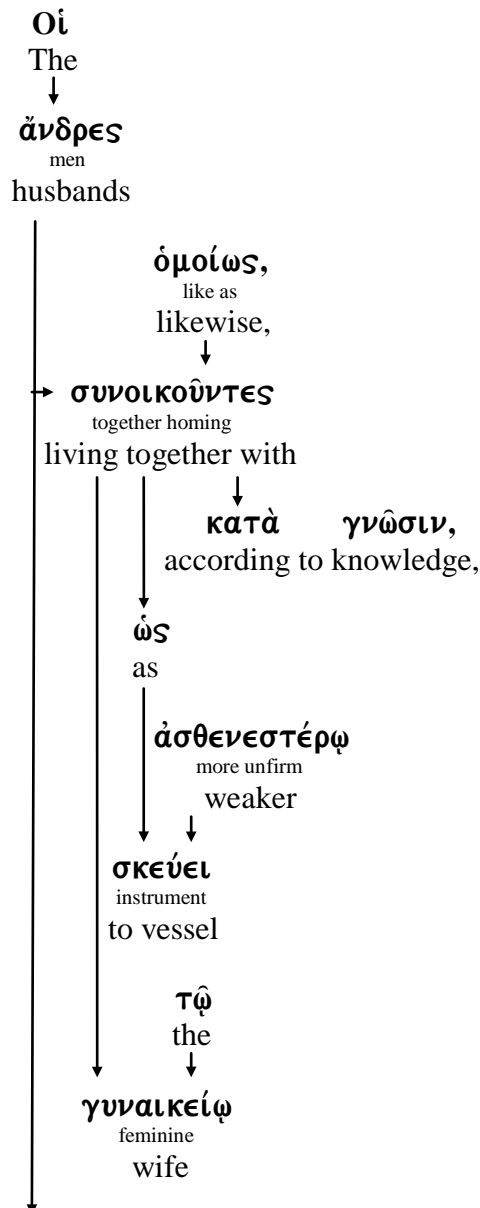 Οἱ
The
ἄνδρες
men
husbands
ὁμοίως,
like as
likewise,
συνοικοῦντες
together homing
living together with
κατὰ γνῶσιν,
according to knowledge,
ὡς
as
ἀσθενεστέρῳ
more unfirm
weaker
σκεύει
instrument
to vessel
τῷ
the
γυναικείῳ
feminine
wife